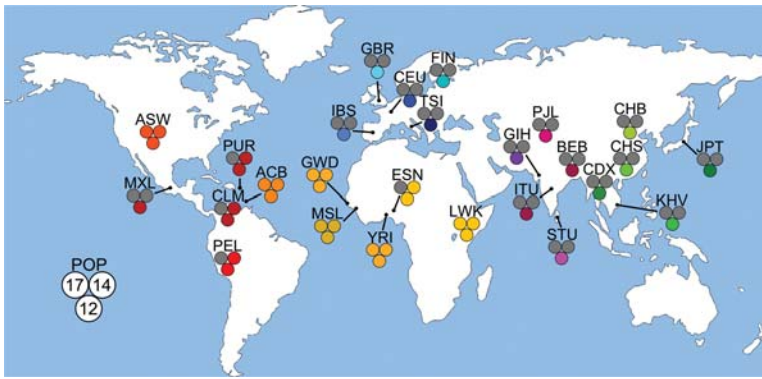 GBR
FIN
CEU
TSI
IBS
ASW
PUR
MXL
CLM
ACB
PEL
GWD
MSL
YRI
ESN
LWK
GIH
PJL
BEB
ITU
STU
CHB
CHS
CDX
JPT
KHV
POP
17 14
12